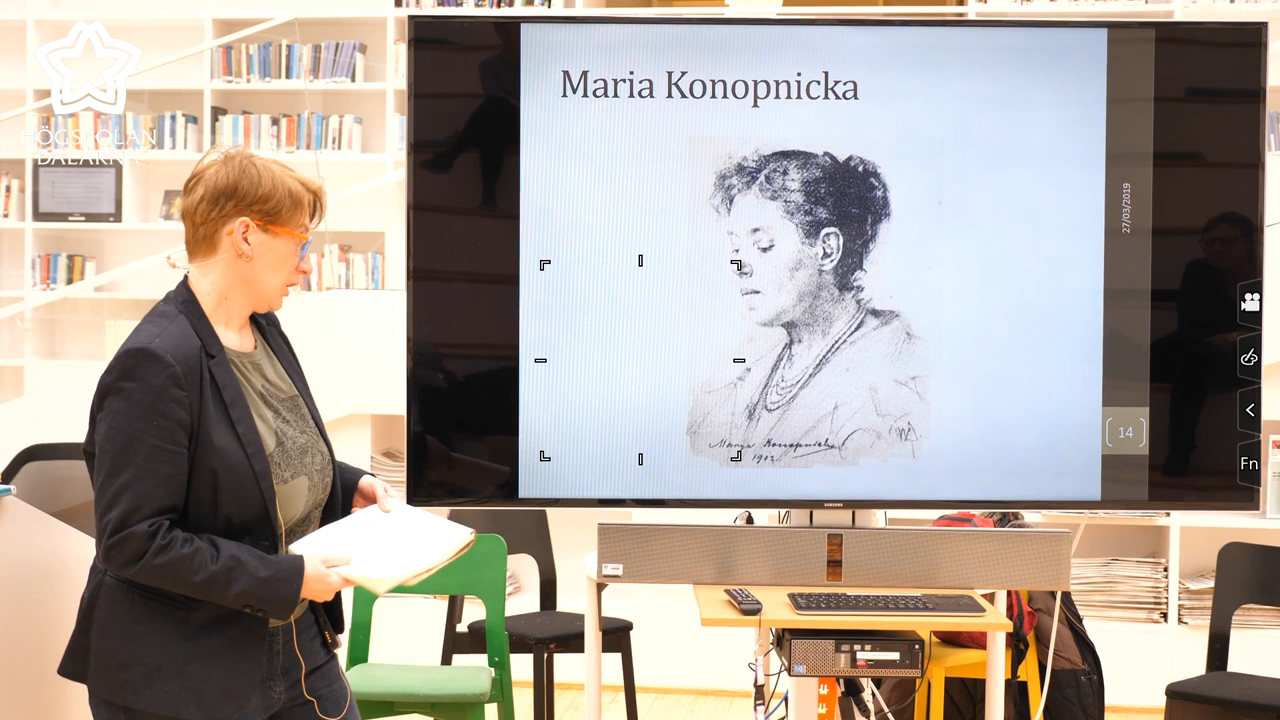 HÖGSKOLAN
DALARNA
Maria Konopnicka
27/03/2019
14
Fn
Marya Konopnicka
1902
SAMSUNG